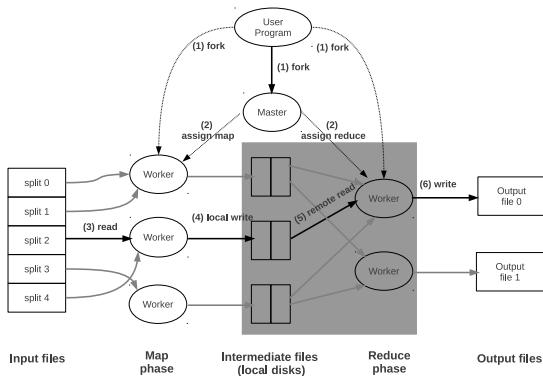 User
Program
(1) fork
(1) fork
(1) fork
Master
(2)
assign map
(2)
assign reduce
split 0
split 1
split 2
split 3
split 4
(3) read
Worker
Worker
Worker
(4) local write
(5) remote read
Worker
Worker
(6) write
Output
file 0
Output
file 1
Input files
Map
phase
Intermediate files
(local disks)
Reduce
phase
Output files